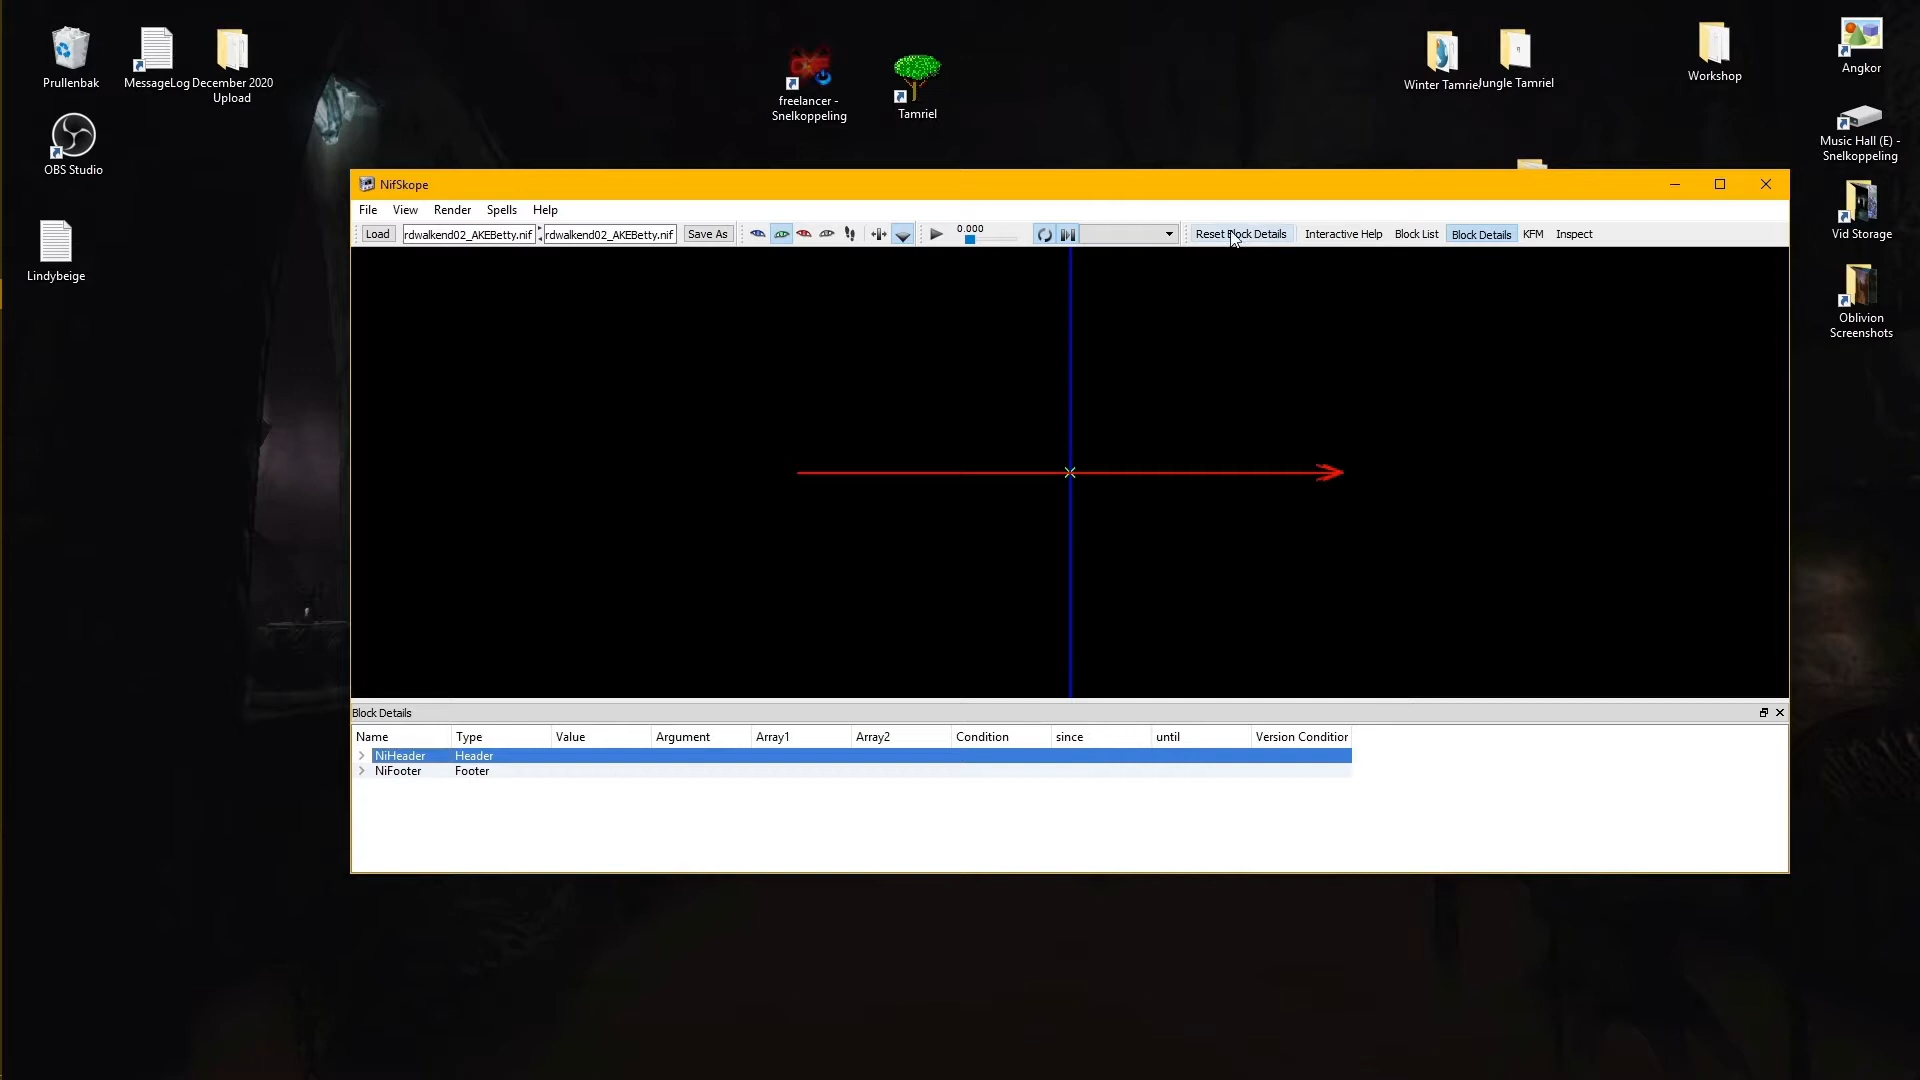 Prullenbak
MessageLog
December 2020
Upload
OBS Studio
Lindybeige
freelancer -
Snelkoppeling
Tamriel
Winter Tamrie
Jungle Tamriel
Workshop
Angkor
Music Hall (E) -
Snelkoppeling
Vid Storage
Oblivion
Screenshots
NifSkope
File View Render Spells Help
Load rdwalkend02_AKEBetty.nif rdwalkend02_AKEBetty.nif Save As 0.000 Reset Block Details Interactive Help Block List Block Details KFM Inspect
Block Details
Name Type Value Argument Array1 Array2 Condition since until Version Condition
NiHeader Header
NiFooter Footer